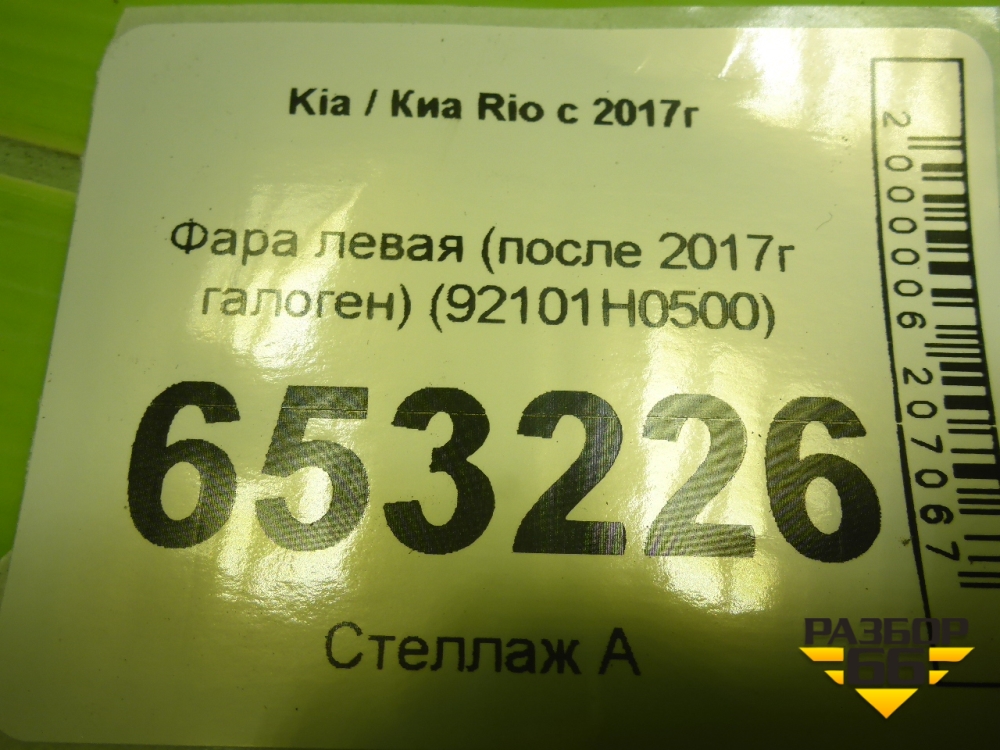 Kia / Киа Rio с 2017г
Фара левая (после 2017г
галоген) (92101H0500)
653226
Стеллаж А
2000006207067
РАЗБОР
66